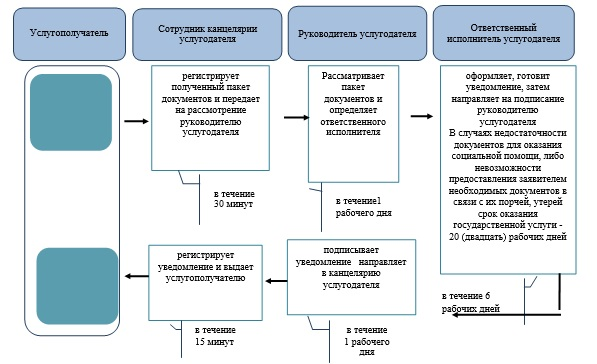 Услугополучатель
Сотрудник канцелярии
услугодателя
Руководитель услугодателя
Ответственный
исполнитель услугодателя
регистрирует
полученный пакет
документов и передает
на рассмотрение
руководителю
услугодателя
в течение
30 минут
Рассматривает
пакет
документов и
определяет
ответственного
исполнителя
в течение1
рабочего дня
оформляет, готовит
уведомление, затем
направляет на подписание
руководителю
услугодателя
В случаях недостаточности
документов для оказания
социальной помощи, либо
невозможности
предоставления заявителем
необходимых документов в
связи с их порчей, утерей
срок оказания
государственной услуги -
20 (двадцать) рабочих дней
в течение 6
рабочих дней
подписывает
уведомление направляет
в канцелярию
услугодателя
в течение
1 рабочего
дня
регистрирует
уведомление и выдает
услугополучателю
в течение
15 минут